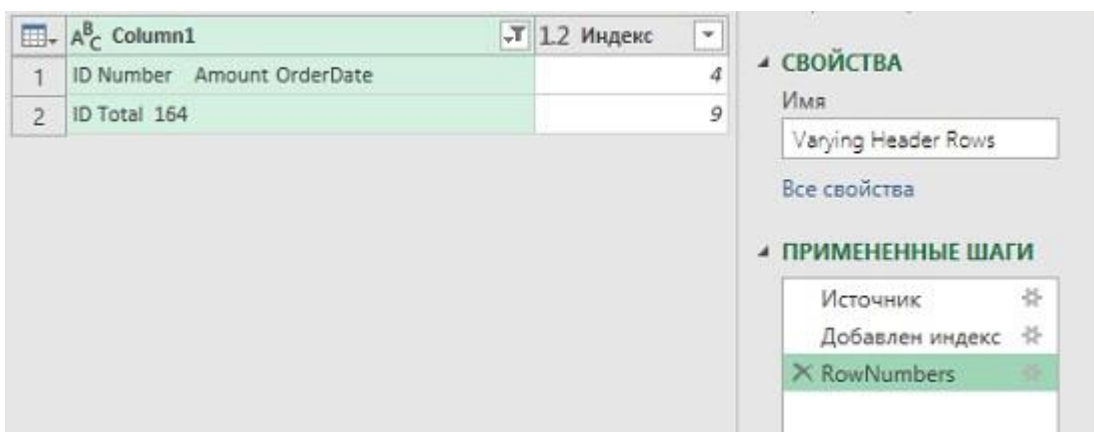 ABC Column1 1.2 Индекс
1 ID Number Amount OrderDate 4
2 ID Total 164 9
СВОЙСТВА
Имя
Varying Header Rows
Все свойства
ПРИМЕНЕННЫЕ ШАГИ
Источник
Добавлен индекс
RowNumbers